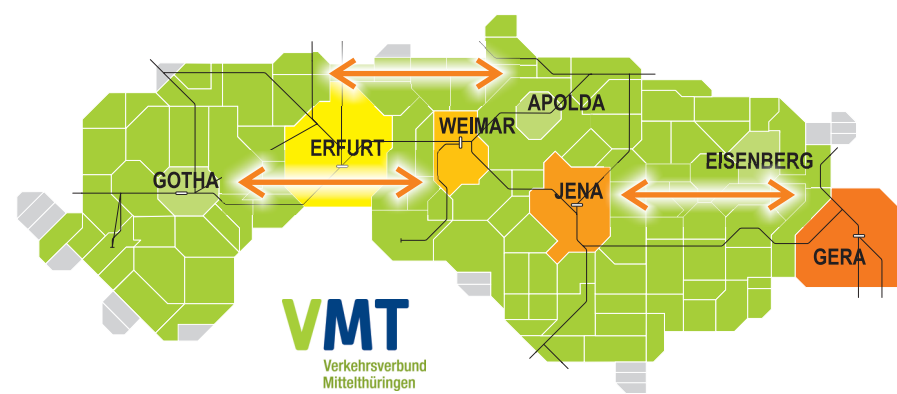 APOLDA
WEIMAR
ERFURT
EISENBERG
GOTHA
JENA
GERA
VMT
Verkehrsverbund
Mittelthüringen